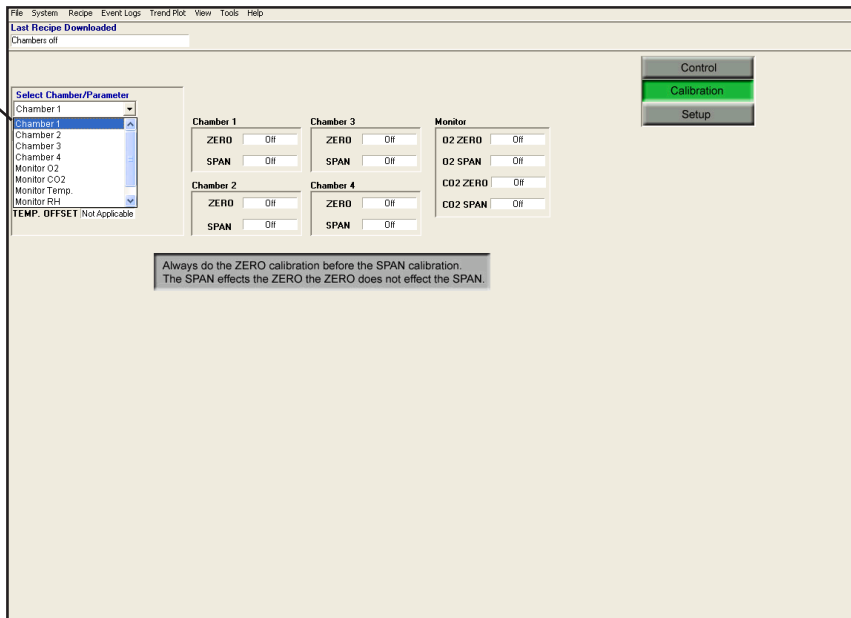 File System Recipe Event Logs Trend Plot View Tools Help
Last Recipe Downloaded
Chambers off
Control
Calibration
Setup
Select Chamber/Parameter
Chamber 1
Chamber 1
Chamber 2
Chamber 3
Chamber 4
Monitor O2
Monitor CO2
Monitor Temp.
Monitor RH
TEMP. OFFSET Not Applicable
Chamber 1
ZERO Off
SPAN Off
Chamber 2
ZERO Off
SPAN Off
Chamber 3
ZERO Off
SPAN Off
Chamber 4
ZERO Off
SPAN Off
Monitor
O2 ZERO Off
O2 SPAN Off
CO2 ZERO Off
CO2 SPAN Off
Always do the ZERO calibration before the SPAN calibration.
The SPAN effects the ZERO the ZERO does not effect the SPAN.